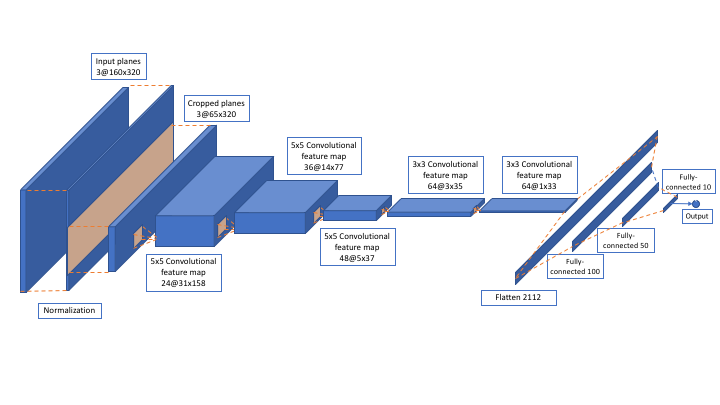 Input planes
3@160x320
Cropped planes
3@65x320
5x5 Convolutional
feature map
36@14x77
3x3 Convolutional
feature map
64@3x35
3x3 Convolutional
feature map
64@1x33
Fully-
connected 10
Output
Fully-
connected 50
Fully-
connected 100
5x5 Convolutional
feature map
48@5x37
5x5 Convolutional
feature map
24@31x158
Flatten 2112
Normalization